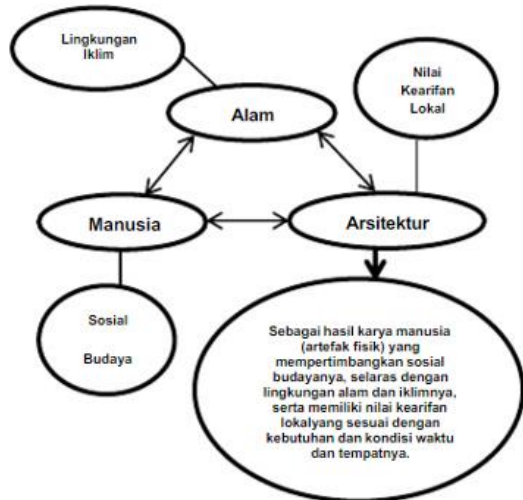 Lingkungan
Iklim
Nilai
Kearifan
Lokal
Alam
Manusia
Arsitektur
Sosial
Budaya
Sebagai hasil karya manusia
(artefak fisik) yang
mempertimbangkan sosial
budayanya, selaras dengan
lingkungan alam dan iklimnya,
serta memiliki nilai kearifan
lokalyang sesuai dengan
kebutuhan dan kondisi waktu
dan tempatnya.